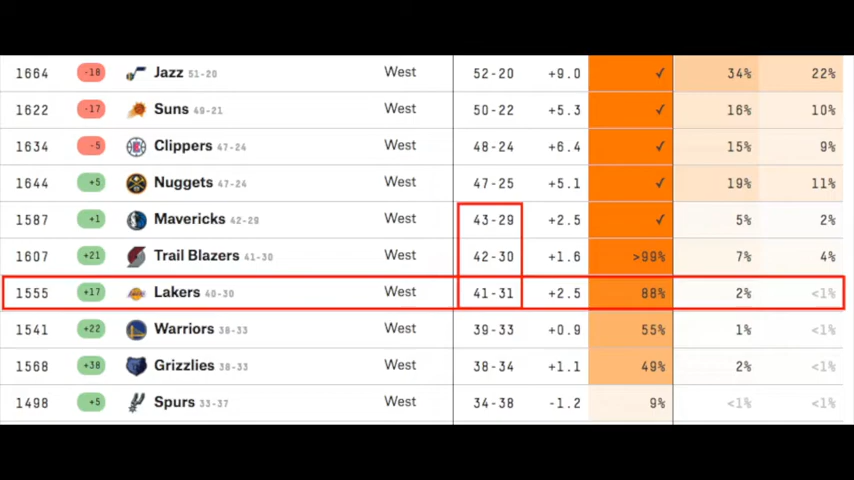 1664 -18 Jazz 51-20 West 52-20 +9.0 ✓ 34% 22%
1622 -17 Suns 49-21 West 50-22 +5.3 ✓ 16% 10%
1634 -5 Clippers 47-24 West 48-24 +6.4 ✓ 15% 9%
1644 +5 Nuggets 47-24 West 47-25 +5.1 ✓ 19% 11%
1587 +1 Mavericks 42-29 West 43-29 +2.5 ✓ 5% 2%
1607 +21 Trail Blazers 41-30 West 42-30 +1.6 >99% 7% 4%
1555 +17 Lakers 40-30 West 41-31 +2.5 88% 2% <1%
1541 +22 Warriors 38-33 West 39-33 +0.9 55% 1% <1%
1568 +38 Grizzlies 38-33 West 38-34 +1.1 49% 2% <1%
1498 +5 Spurs 33-37 West 34-38 -1.2 9% <1% <1%